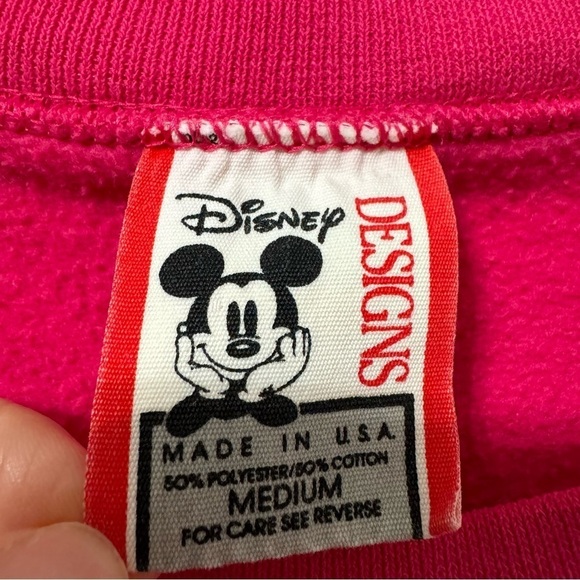 Disney
DESIGNS
MADE IN U.S.A.
50% POLYESTER/50% COTTON
MEDIUM
FOR CARE SEE REVERSE